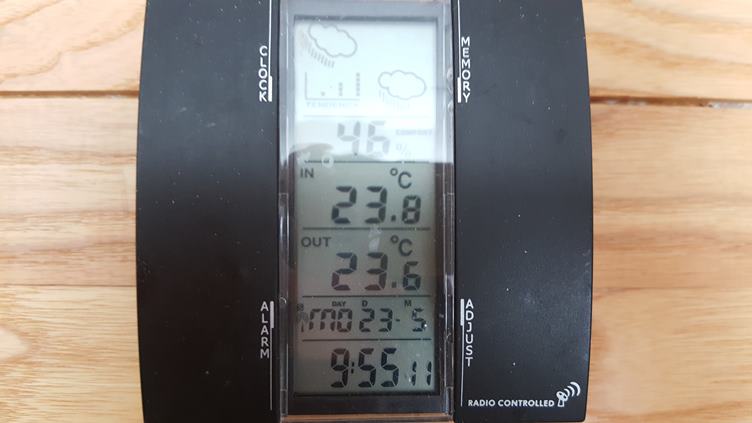 CLOCK
MEMORY
TENDENCY
46 % COMFORT
IN °C
23.8
OUT °C
23.6
DAY D M
MO 23- 5
9:55 11
ALARM
ADJUST
RADIO CONTROLLED